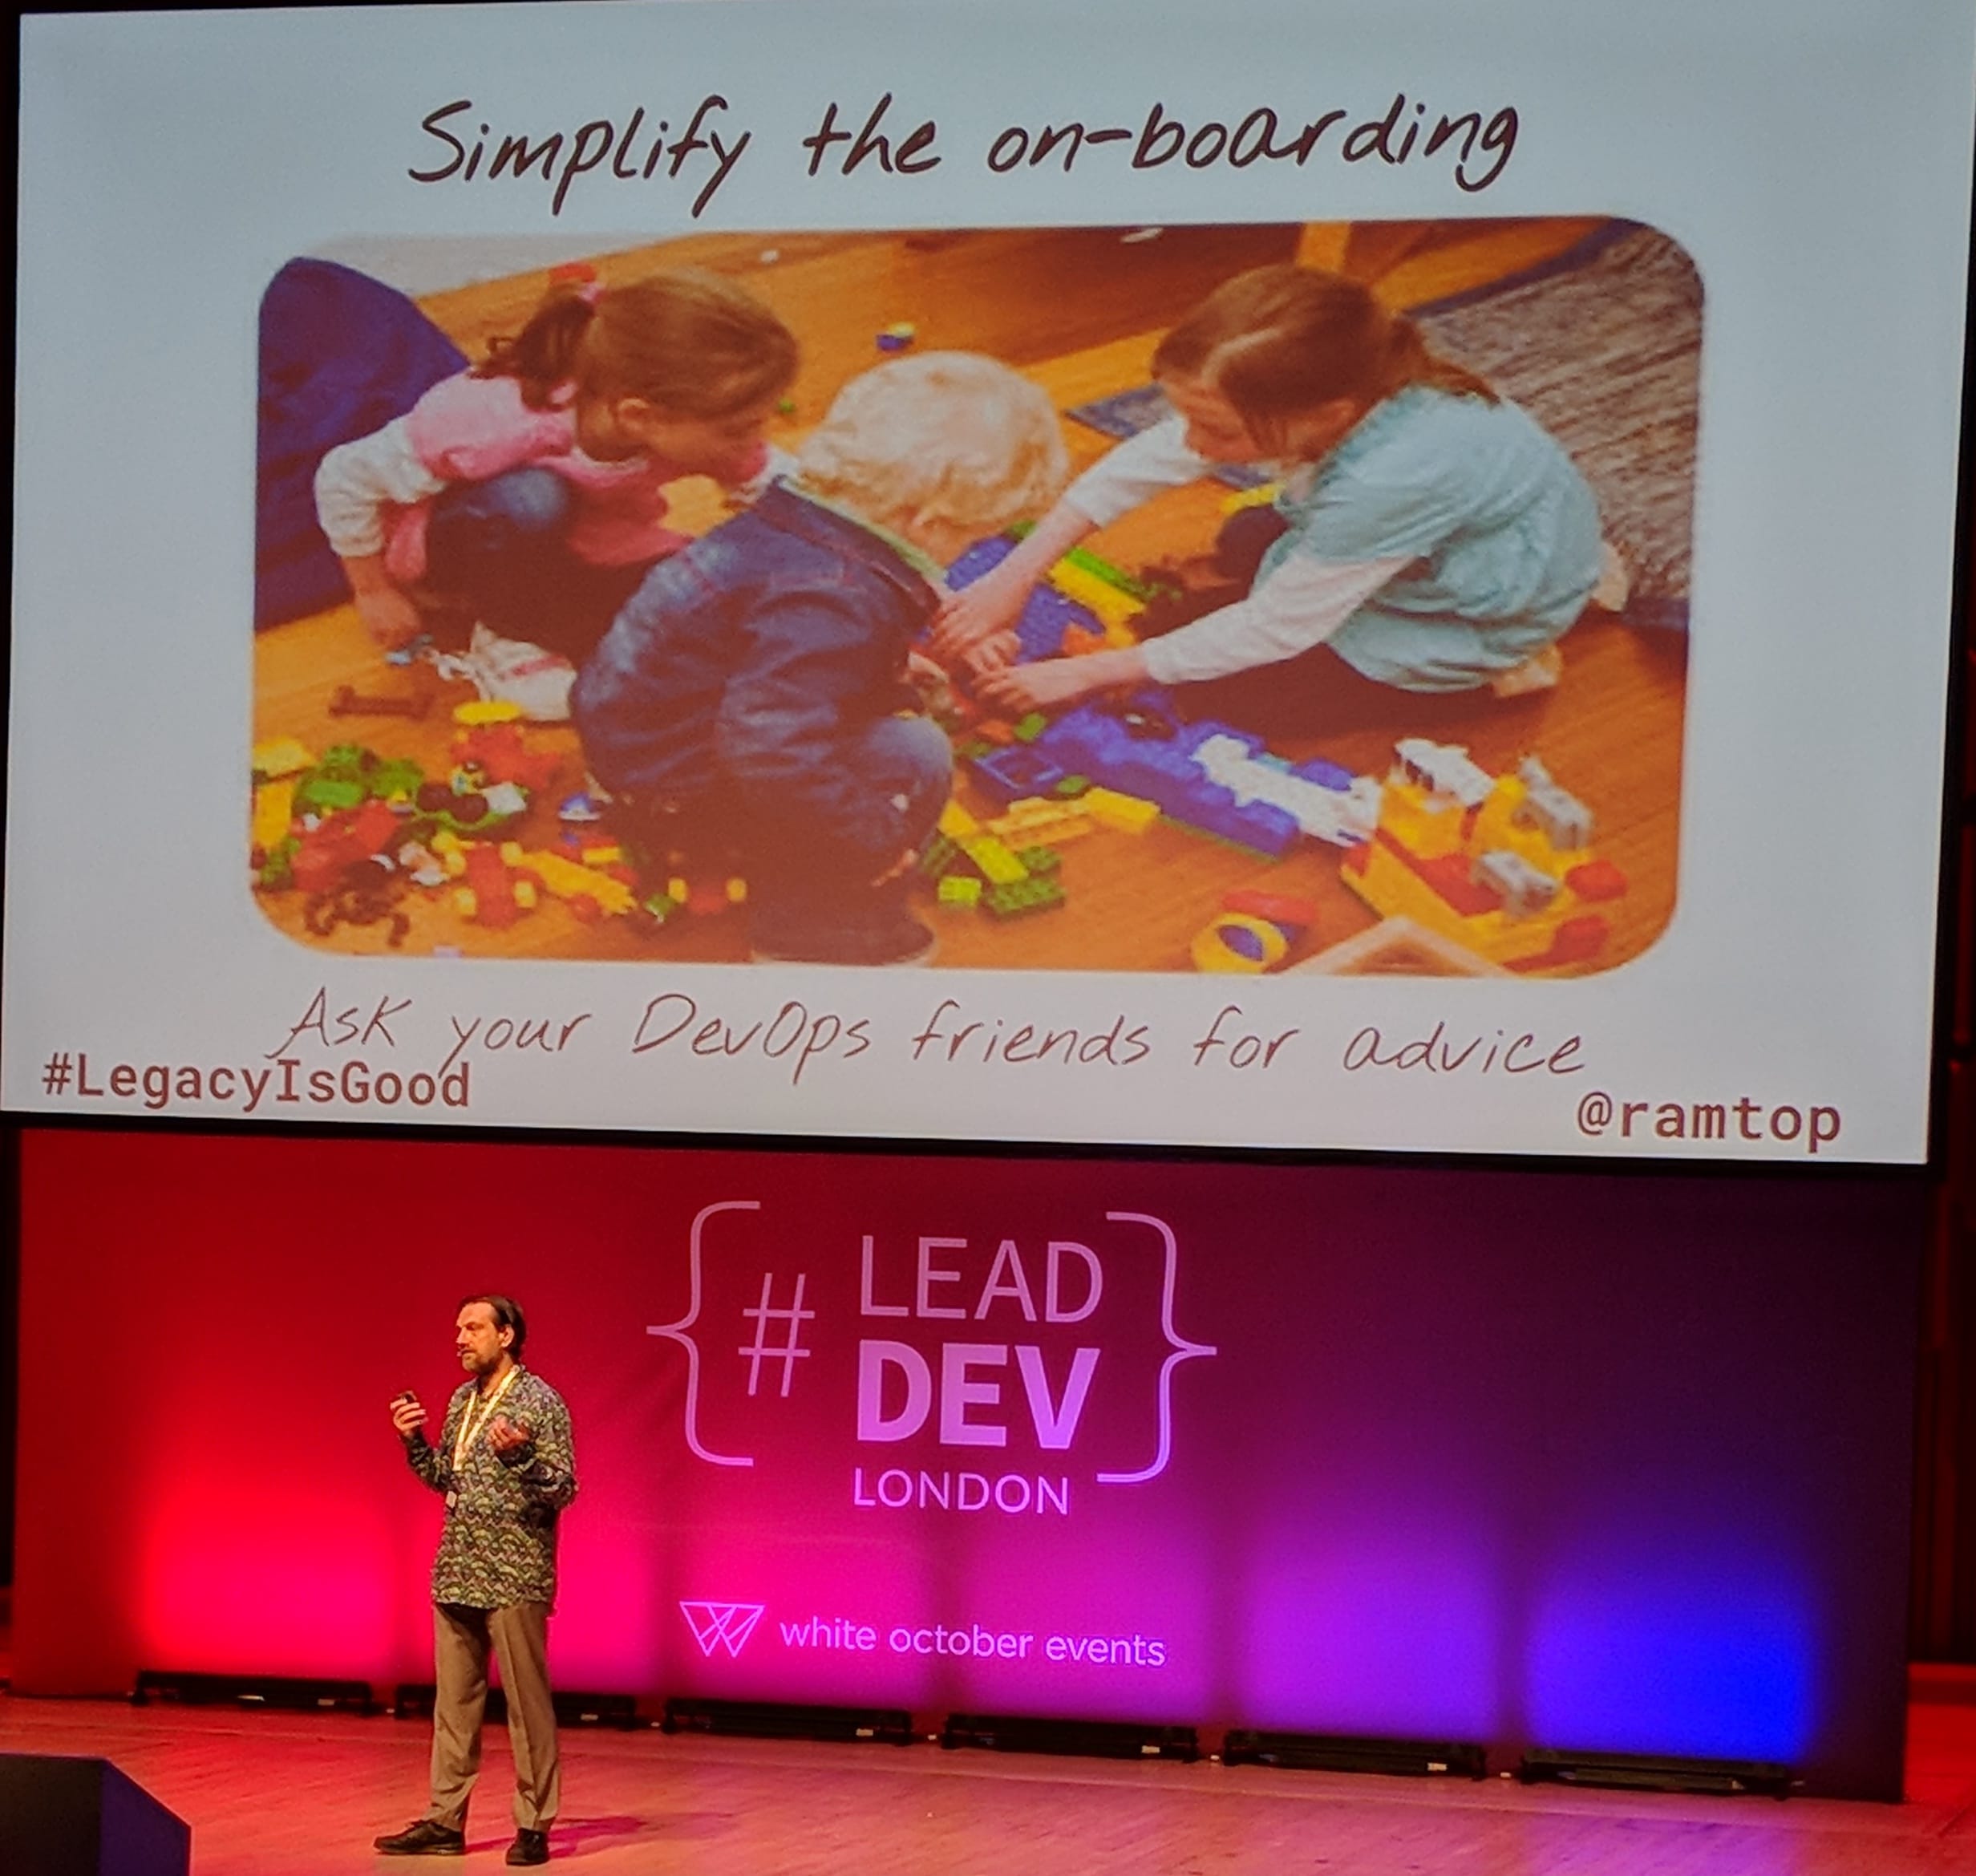 Simplify the on-boarding
Ask your DevOps friends for advice
#LegacyIsGood
@ramtop
{# LEAD
DEV}
LONDON
white october events